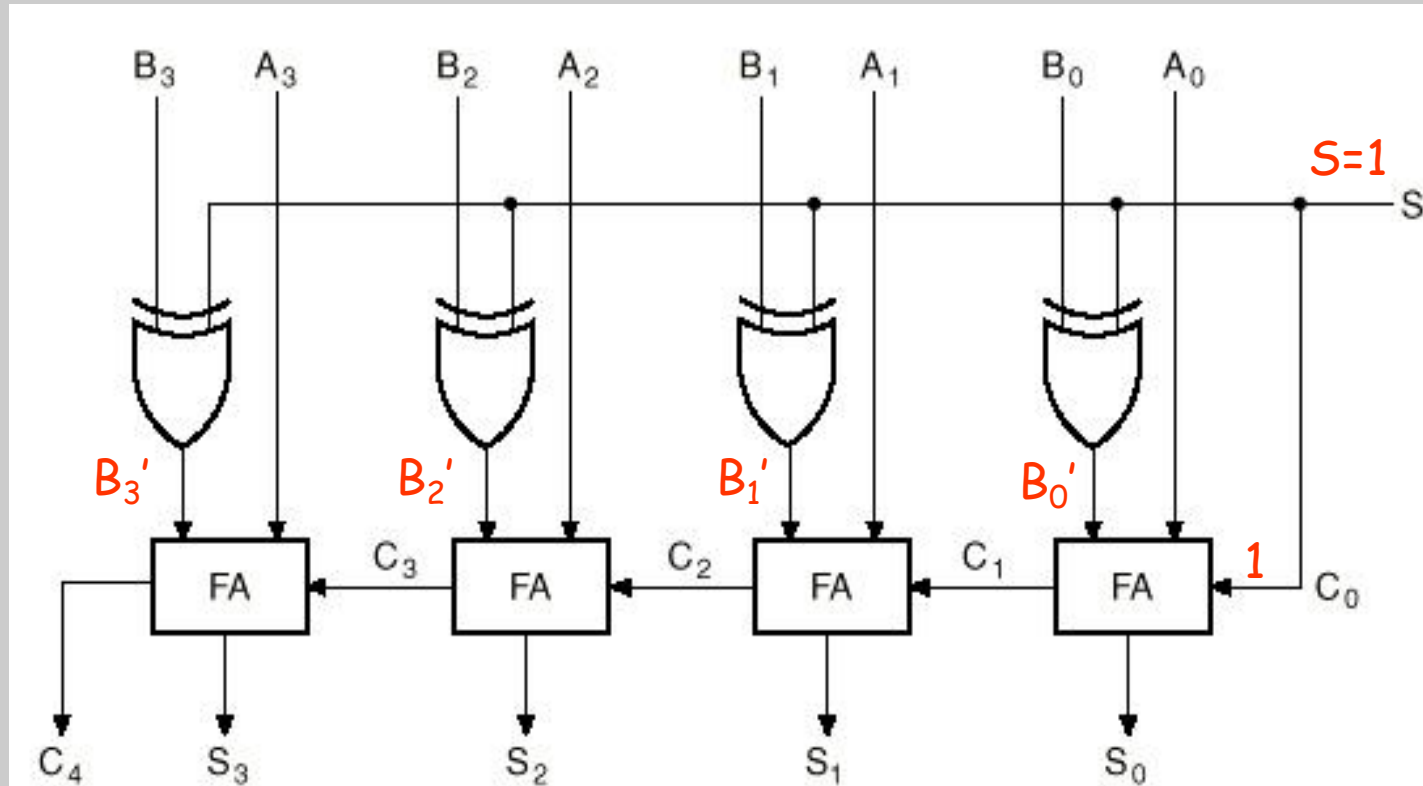 B₃ A₃ B₂ A₂ B₁ A₁ B₀ A₀
S=1
S
B₃' B₂' B₁' B₀'
C₃ C₂ C₁ 1
FA FA FA FA C₀
C₄ S₃ S₂ S₁ S₀